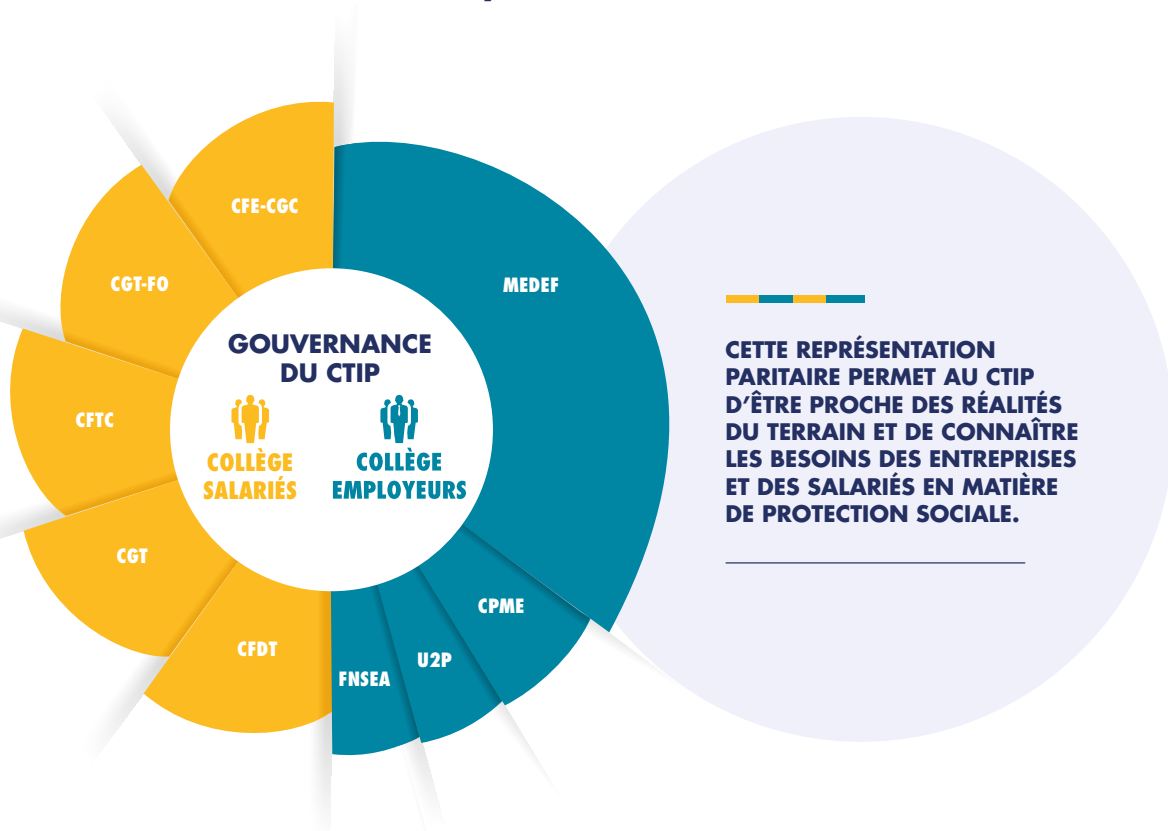 CFE-CGC
CGT-FO
MEDEF
CFTC
CGT
CFDT
FNSEA
U2P
CPME
GOUVERNANCE
DU CTIP
COLLÈGE
SALARIÉS
COLLÈGE
EMPLOYEURS
CETTE REPRÉSENTATION
PARITAIRE PERMET AU CTIP
D’ÊTRE PROCHE DES RÉALITÉS
DU TERRAIN ET DE CONNAÎTRE
LES BESOINS DES ENTREPRISES
ET DES SALARIÉS EN MATIÈRE
DE PROTECTION SOCIALE.